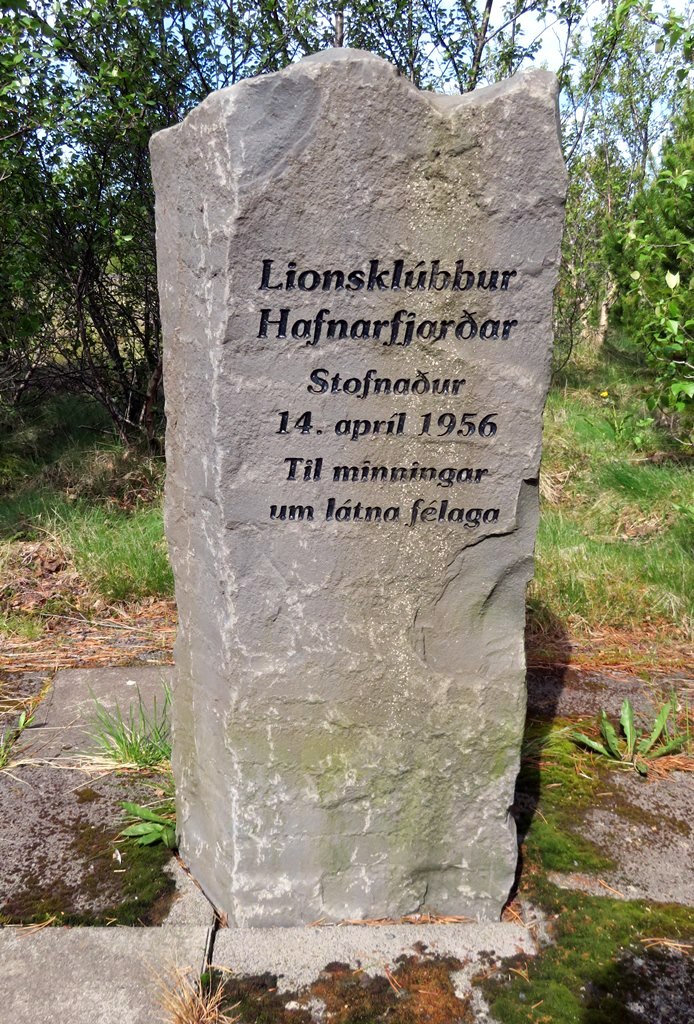 Lionsklúbbur
Hafnarfjarðar
Stofnaður
14. apríl 1956
Til minningar
um látna félaga